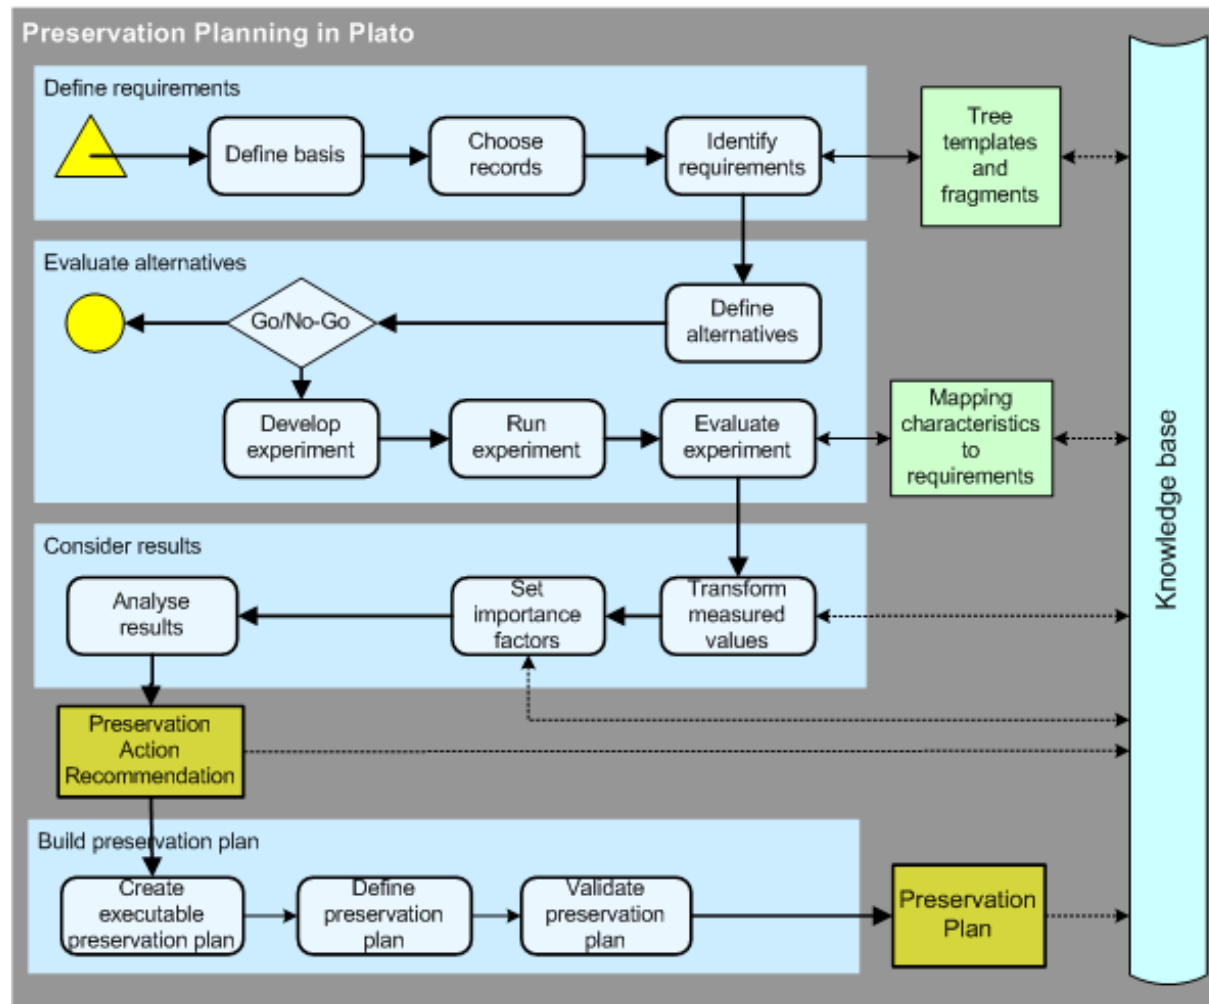 Preservation Planning in Plato
Define requirements
Define basis
Choose
records
Identify
requirements
Tree
templates
and
fragments
Evaluate alternatives
Go/No-Go
Define
alternatives
Develop
experiment
Run
experiment
Evaluate
experiment
Mapping
characteristics
to
requirements
Knowledge base
Consider results
Analyse
results
Set
importance
factors
Transform
measured
values
Preservation
Action
Recommendation
Build preservation plan
Create
executable
preservation plan
Define
preservation
plan
Validate
preservation
plan
Preservation
Plan